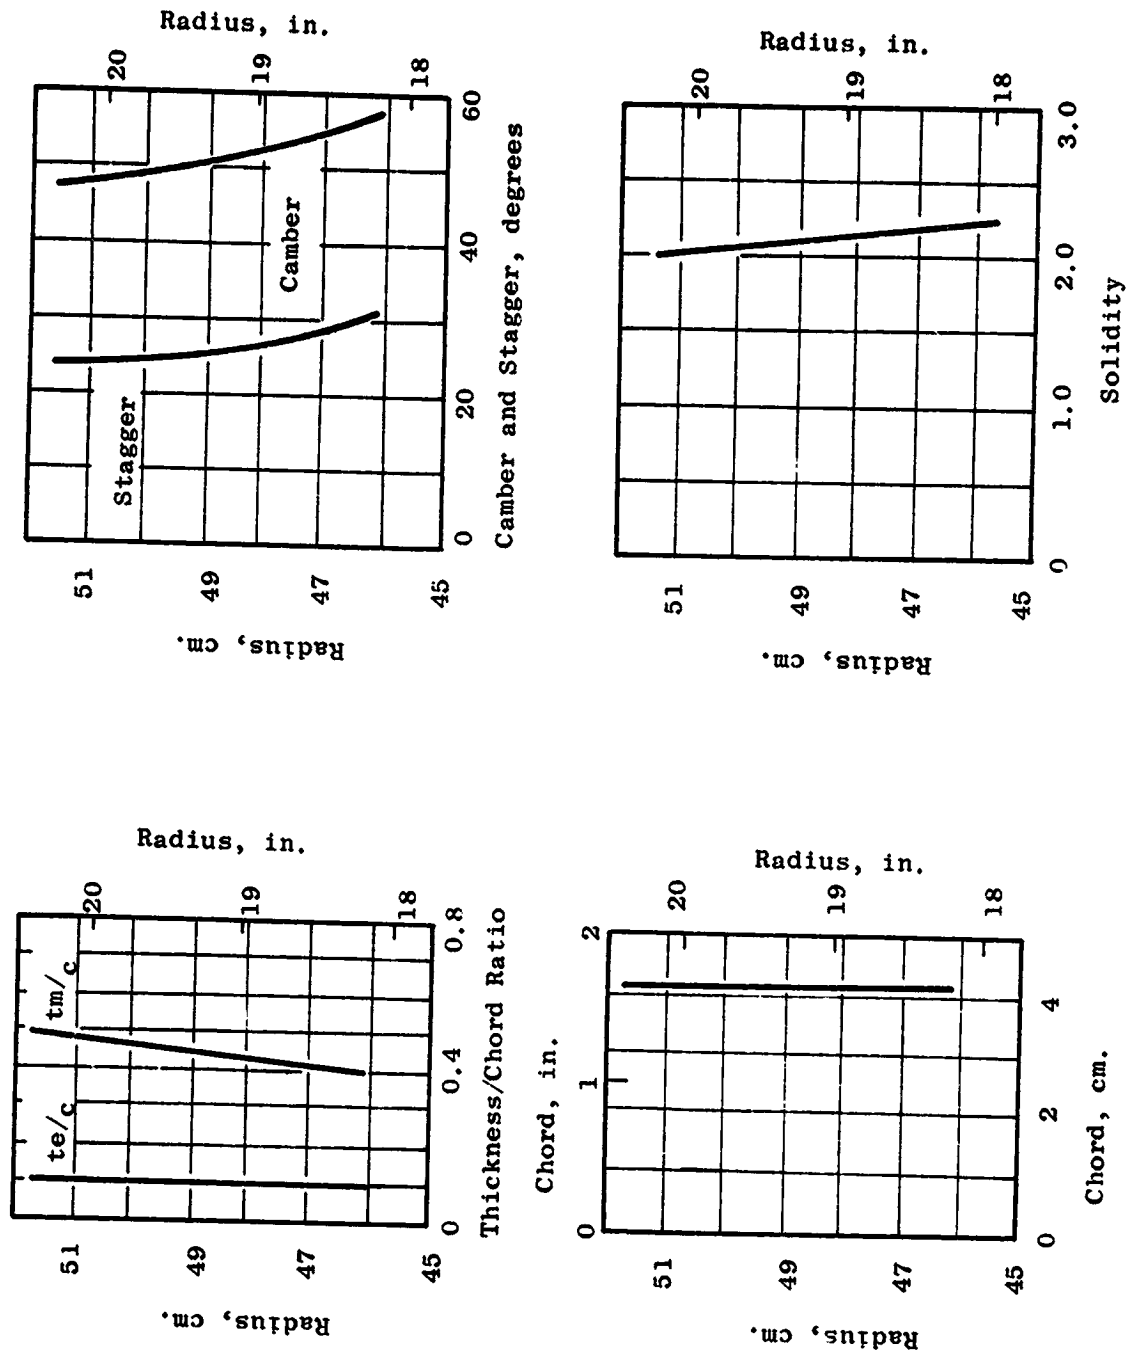 Radius, in.
20
19
18
60
40
20
0
Camber and Stagger, degrees
Camber
Stagger
51
49
47
45
Radius, cm.
Radius, in.
20
19
18
3.0
2.0
1.0
0
Solidity
51
49
47
45
Radius, cm.
Radius, in.
20
19
18
0.8
0.4
0
Thickness/Chord Ratio
tm/c
te/c
51
49
47
45
Radius, cm.
Radius, in.
20
19
18
2
1
0
Chord, in.
4
2
0
Chord, cm.
51
49
47
45
Radius, cm.